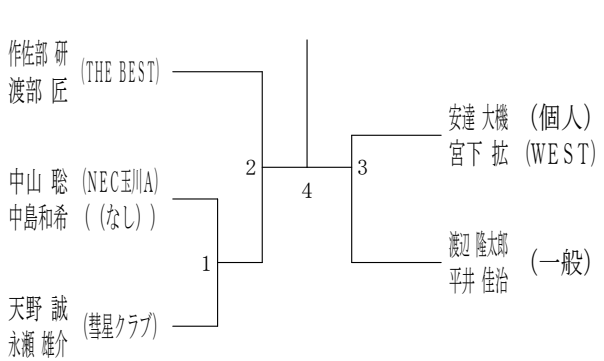 作佐部 研
渡部 匠
(THE BEST)
中山 聡 (NEC玉川A)
中島和希 ((なし))
天野 誠
永瀬 雄介
(彗星クラブ)
1
2
4
3
安達 大機 (個人)
宮下 拡 (WEST)
渡辺 隆太郎
平井 佳治
(一般)